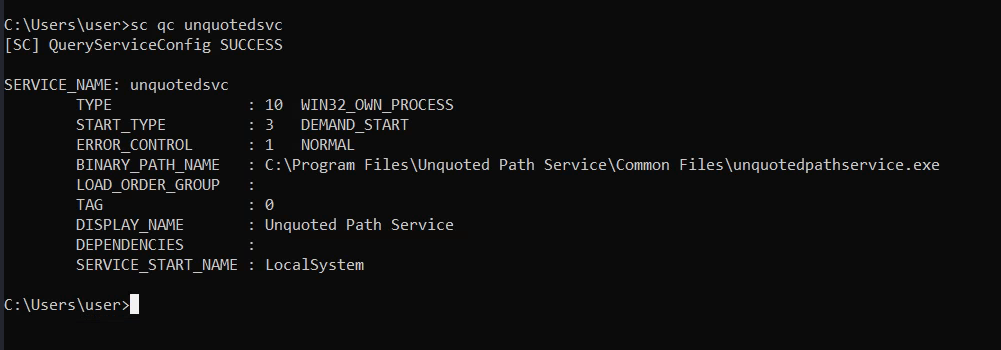 C:\Users\user>sc qc unquotedsvc
[SC] QueryServiceConfig SUCCESS
SERVICE_NAME: unquotedsvc
        TYPE               : 10  WIN32_OWN_PROCESS
        START_TYPE         : 3   DEMAND_START
        ERROR_CONTROL      : 1   NORMAL
        BINARY_PATH_NAME   : C:\Program Files\Unquoted Path Service\Common Files\unquotedpathservice.exe
        LOAD_ORDER_GROUP   :
        TAG                : 0
        DISPLAY_NAME       : Unquoted Path Service
        DEPENDENCIES       :
        SERVICE_START_NAME : LocalSystem
C:\Users\user>